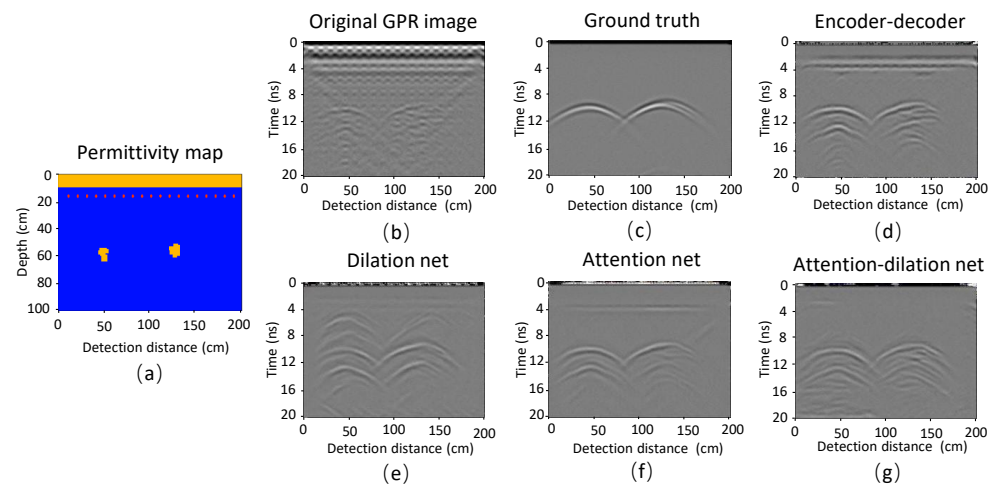 Original GPR image
Ground truth
Encoder-decoder
Permittivity map
0
20
40
60
80
100
Depth (cm)
0 50 100 150 200
Detection distance (cm)
(a)
0
4
8
12
16
20
Time (ns)
0 50 100 150 200
Detection distance (cm)
(b)
0
4
8
12
16
20
Time (ns)
0 50 100 150 200
Detection distance (cm)
(c)
0
4
8
12
16
20
Time (ns)
0 50 100 150 200
Detection distance (cm)
(d)
Dilation net
0
4
8
12
16
20
Time (ns)
0 50 100 150 200
Detection distance (cm)
(e)
Attention net
0
4
8
12
16
20
Time (ns)
0 50 100 150 200
Detection distance (cm)
(f)
Attention-dilation net
0
4
8
12
16
20
Time (ns)
0 50 100 150 200
Detection distance (cm)
(g)